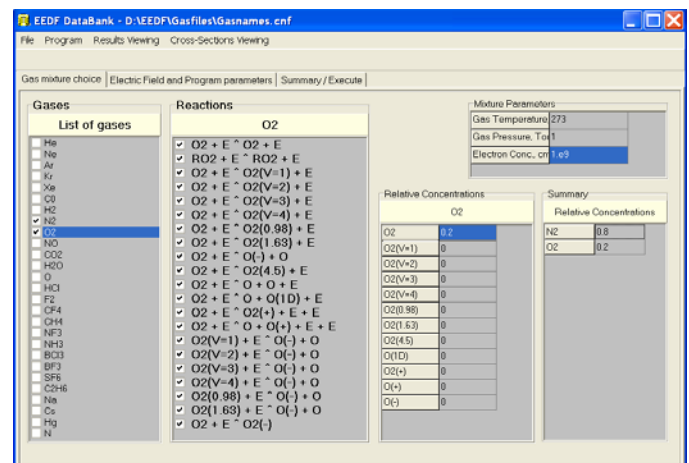 EEDF DataBank - D:\EEDF\Gasfiles\Gasnames.cnf
File Program Results Viewing Cross-Sections Viewing
Gas mixture choice Electric Field and Program parameters Summary / Execute
Gases
List of gases
He
Ne
Ar
Kr
Xe
C0
H2
N2
O2
NO
CO2
H2O
O
HCl
F2
CF4
CH4
NF3
NH3
BCl3
BF3
SF6
C2H6
Na
Cs
Hg
N
Reactions
O2
O2 + E ^ O2 + E
RO2 + E ^ RO2 + E
O2 + E ^ O2(V=1) + E
O2 + E ^ O2(V=2) + E
O2 + E ^ O2(V=3) + E
O2 + E ^ O2(V=4) + E
O2 + E ^ O2(0.98) + E
O2 + E ^ O2(1.63) + E
O2 + E ^ O(-) + O
O2 + E ^ O2(4.5) + E
O2 + E ^ O + O + E
O2 + E ^ O + O(1D) + E
O2 + E ^ O2(+) + E + E
O2 + E ^ O + O(+) + E + E
O2(V=1) + E ^ O(-) + O
O2(V=2) + E ^ O(-) + O
O2(V=3) + E ^ O(-) + O
O2(V=4) + E ^ O(-) + O
O2(0.98) + E ^ O(-) + O
O2(1.63) + E ^ O(-) + O
O2 + E ^ O2(-)
Mixture Parameters
Gas Temperature, 273
Gas Pressure, Tor 1
Electron Conc., cm 1.e9
Relative Concentrations
O2
O2 0.2
O2(V=1) 0
O2(V=2) 0
O2(V=3) 0
O2(V=4) 0
O2(0.98) 0
O2(1.63) 0
O2(4.5) 0
O(1D) 0
O2(+) 0
O(+) 0
O(-) 0
Summary
Relative Concentrations
N2 0.8
O2 0.2